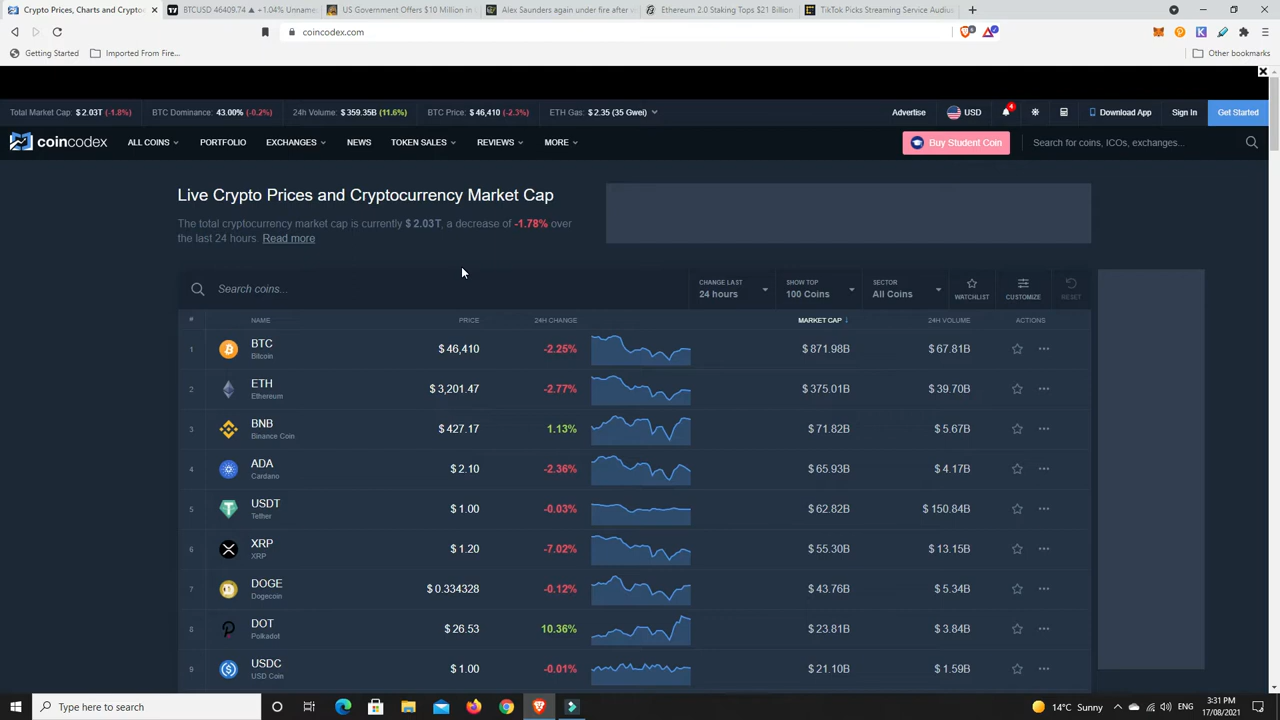 Crypto Prices, Charts and Cryptoc
BTCUSD 46409.74 ▲ +1.04% Unname
US Government Offers $10 Million in
Alex Saunders again under fire after
Ethereum 2.0 Staking Tops $21 Billion
TikTok Picks Streaming Service Audius
coincodex.com
Getting Started
Imported From Fire...
Other bookmarks
Total Market Cap: $ 2.03T (-1.8%)
BTC Dominance: 43.00% (-0.2%)
24h Volume: $ 359.35B (11.6%)
BTC Price: $ 46,410 (-2.3%)
ETH Gas: $ 2.35 (35 Gwei)
Advertise
USD
4
Download App
Sign In
Get Started
coincodex
ALL COINS
PORTFOLIO
EXCHANGES
NEWS
TOKEN SALES
REVIEWS
MORE
Buy Student Coin
Search for coins, ICOs, exchanges...
Live Crypto Prices and Cryptocurrency Market Cap
The total cryptocurrency market cap is currently $ 2.03T, a decrease of -1.78% over
the last 24 hours. Read more
Search coins...
CHANGE LAST
24 hours
SHOW TOP
100 Coins
SECTOR
All Coins
WATCHLIST
CUSTOMIZE
RESET
# NAME PRICE 24H CHANGE MARKET CAP ↓ 24H VOLUME ACTIONS
1 BTC $ 46,410 -2.25% $ 871.98B $ 67.81B
Bitcoin
2 ETH $ 3,201.47 -2.77% $ 375.01B $ 39.70B
Ethereum
3 BNB $ 427.17 1.13% $ 71.82B $ 5.67B
Binance Coin
4 ADA $ 2.10 -2.36% $ 65.93B $ 4.17B
Cardano
5 USDT $ 1.00 -0.03% $ 62.82B $ 150.84B
Tether
6 XRP $ 1.20 -7.02% $ 55.30B $ 13.15B
XRP
7 DOGE $ 0.334328 -0.12% $ 43.76B $ 5.34B
Dogecoin
8 DOT $ 26.53 10.36% $ 23.81B $ 3.84B
Polkadot
9 USDC $ 1.00 -0.01% $ 21.10B $ 1.59B
USD Coin
Type here to search
14°C Sunny
ENG
3:31 PM
17/08/2021